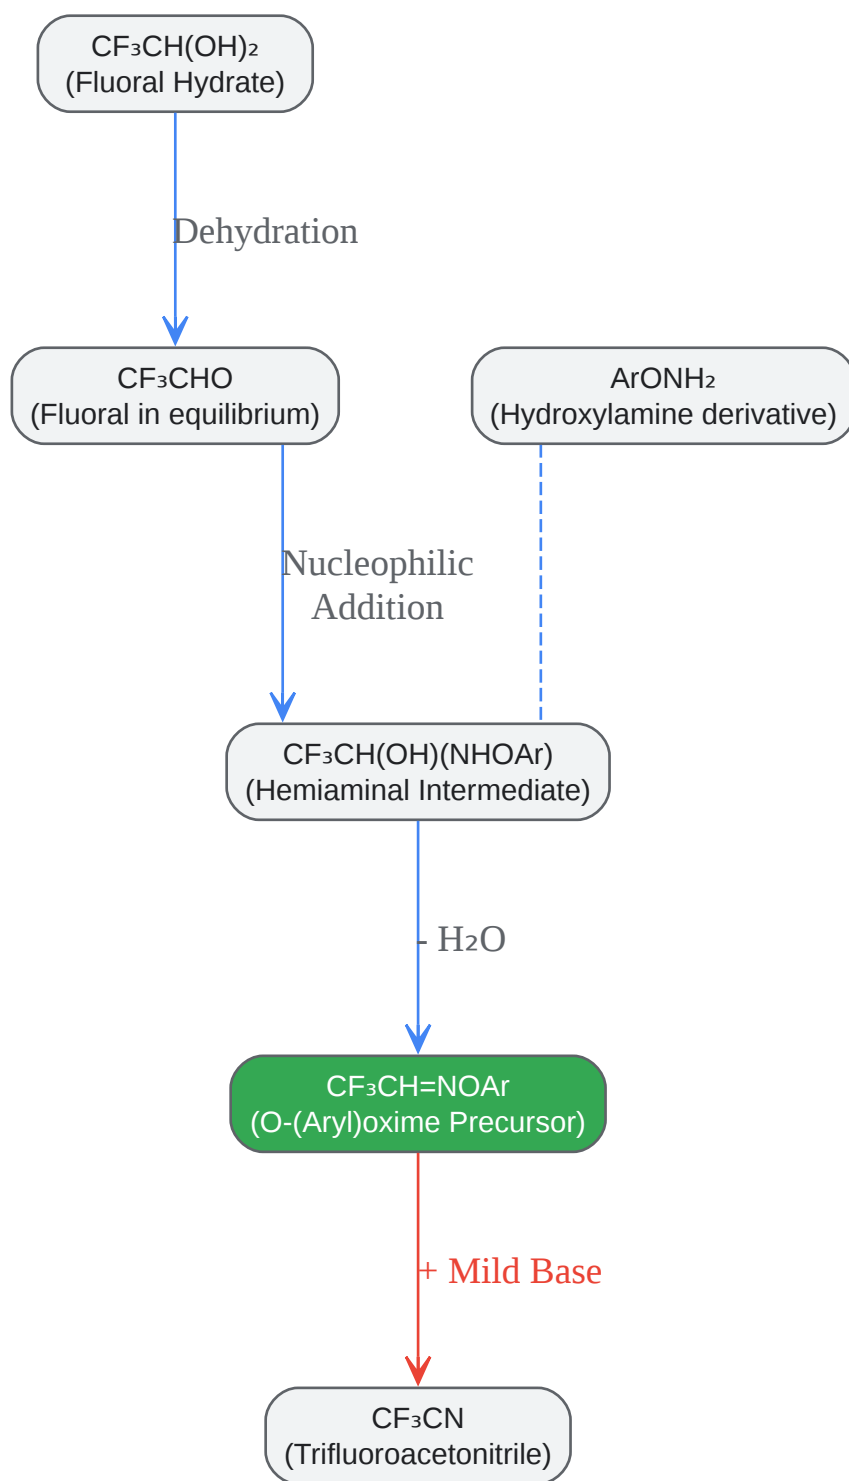 CF₃CH(OH)₂
(Fluoral Hydrate)
Dehydration
CF₃CHO
(Fluoral in equilibrium)
ArONH₂
(Hydroxylamine derivative)
Nucleophilic
Addition
CF₃CH(OH)(NHOAr)
(Hemiaminal Intermediate)
- H₂O
CF₃CH=NOAr
(O-(Aryl)oxime Precursor)
+ Mild Base
CF₃CN
(Trifluoroacetonitrile)